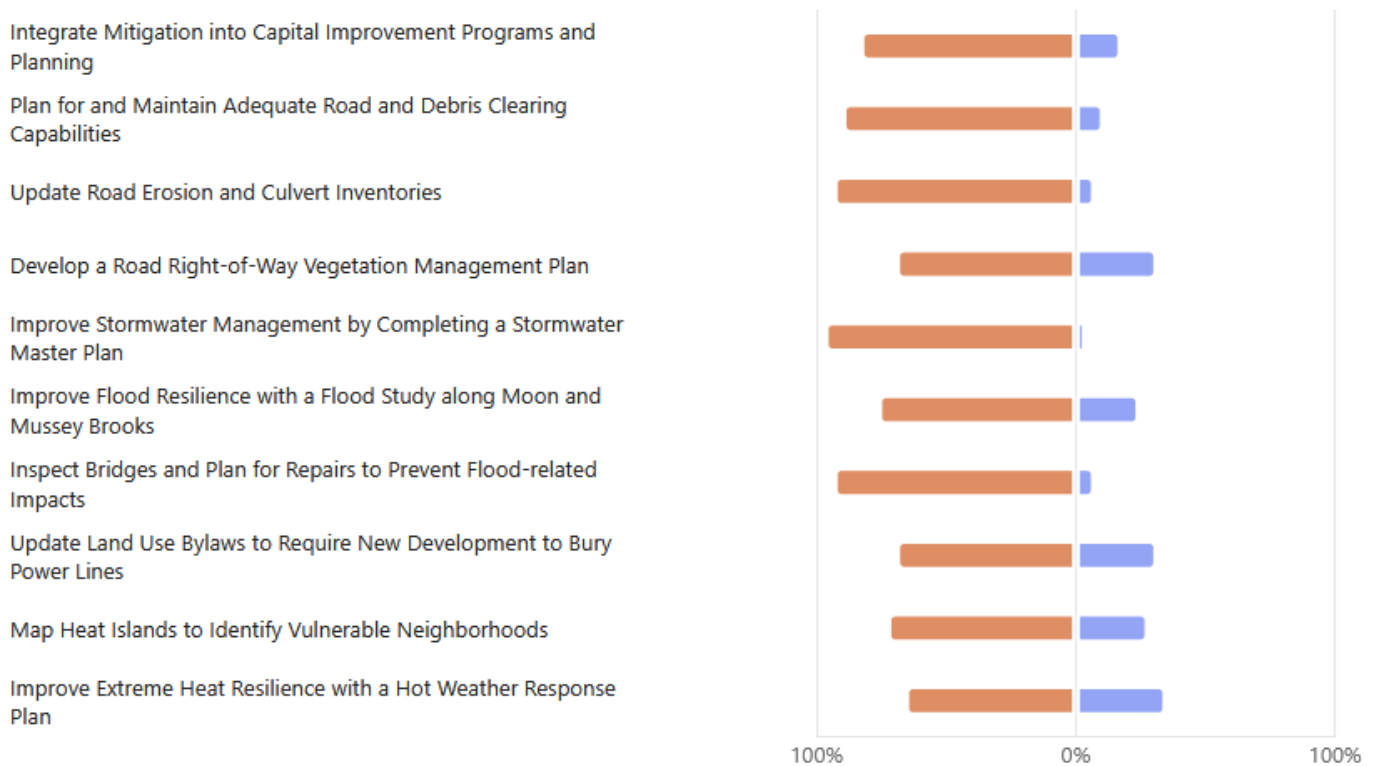 Integrate Mitigation into Capital Improvement Programs and
Planning
Plan for and Maintain Adequate Road and Debris Clearing
Capabilities
Update Road Erosion and Culvert Inventories
Develop a Road Right-of-Way Vegetation Management Plan
Improve Stormwater Management by Completing a Stormwater
Master Plan
Improve Flood Resilience with a Flood Study along Moon and
Mussey Brooks
Inspect Bridges and Plan for Repairs to Prevent Flood-related
Impacts
Update Land Use Bylaws to Require New Development to Bury
Power Lines
Map Heat Islands to Identify Vulnerable Neighborhoods
Improve Extreme Heat Resilience with a Hot Weather Response
Plan
100% 0% 100%